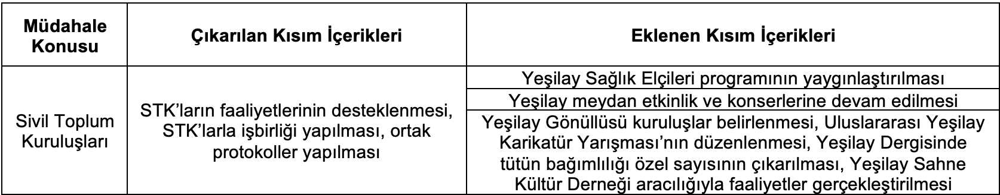 Müdahale
Konusu
Çıkarılan Kısım İçerikleri
Eklenen Kısım İçerikleri
Sivil Toplum
Kuruluşları
STK’ların faaliyetlerinin desteklenmesi,
STK’larla işbirliği yapılması, ortak
protokoller yapılması
Yeşilay Sağlık Elçileri programının yaygınlaştırılması
Yeşilay meydan etkinlik ve konserlerine devam edilmesi
Yeşilay Gönüllüsü kuruluşlar belirlenmesi, Uluslararası Yeşilay
Karikatür Yarışması’nın düzenlenmesi, Yeşilay Dergisinde
tütün bağımlılığı özel sayısının çıkarılması, Yeşilay Sahne
Kültür Derneği aracılığıyla faaliyetler gerçekleştirilmesi